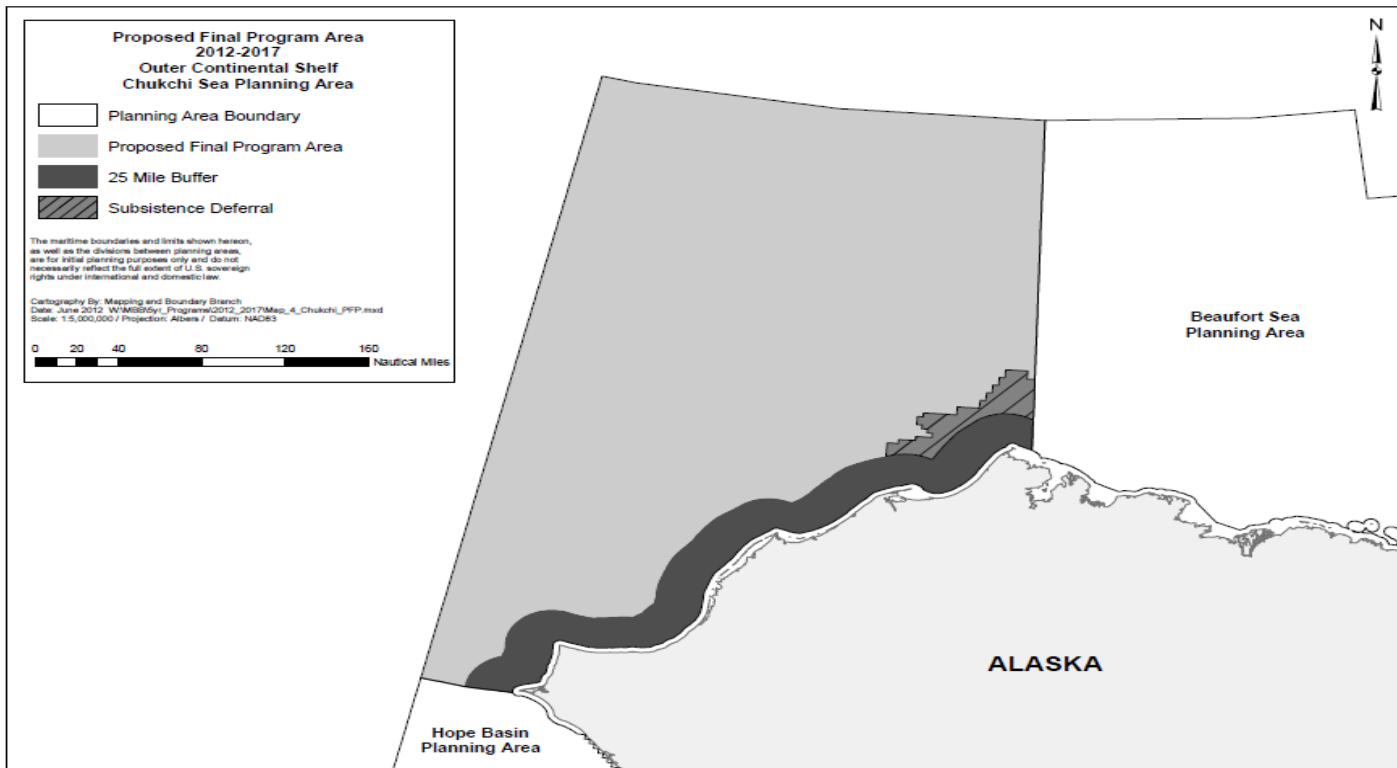 Proposed Final Program Area
2012-2017
Outer Continental Shelf
Chukchi Sea Planning Area
Planning Area Boundary
Proposed Final Program Area
25 Mile Buffer
Subsistence Deferral
The maritime boundaries and limits shown hereon,
as well as the divisions between planning areas,
are for initial planning purposes only and do not
necessarily reflect the full extent of U.S. sovereign
rights under international and domestic law.
Cartography By: Mapping and Boundary Branch
Date: June 2012 W:\MBB\5yr_Programs\2012_2017\Map_4_Chukchi_PFP.mxd
Scale: 1:5,000,000 / Projection: Albers / Datum: NAD83
0 20 40 80 120 160
Nautical Miles
N
Beaufort Sea
Planning Area
ALASKA
Hope Basin
Planning Area